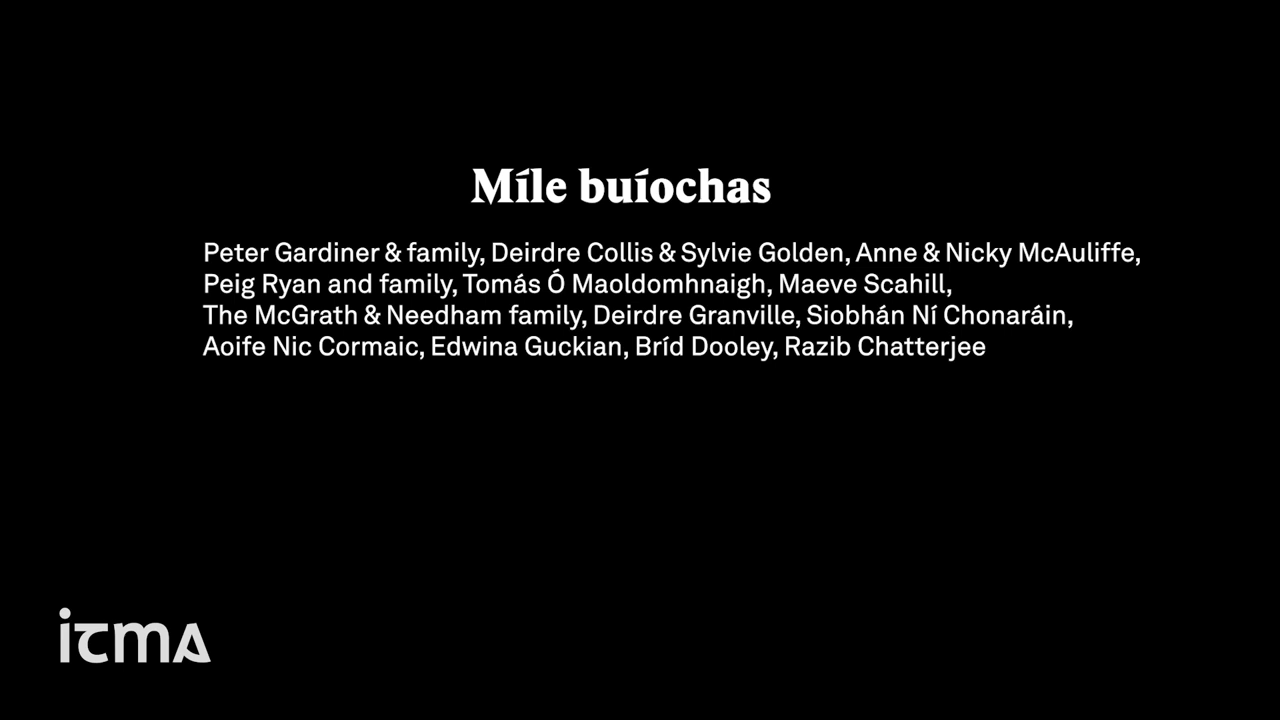 Míle buíochas
Peter Gardiner & family, Deirdre Collis & Sylvie Golden, Anne & Nicky McAuliffe,
Peig Ryan and family, Tomás Ó Maoldomhnaigh, Maeve Scahill,
The McGrath & Needham family, Deirdre Granville, Siobhán Ní Chonaráin,
Aoife Nic Cormaic, Edwina Guckian, Bríd Dooley, Razib Chatterjee
itma